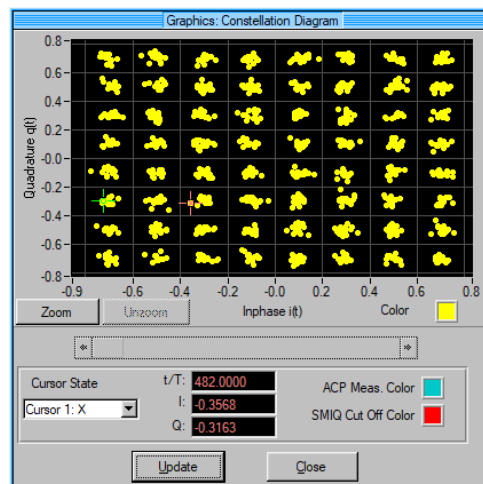 Graphics: Constellation Diagram
0.8
0.6
0.4
0.2
-0.0
-0.2
-0.4
-0.6
-0.8
Quadrature q(t)
-0.9 -0.6 -0.4 -0.2 0.0 0.2 0.4 0.6 0.8
Zoom Unzoom Inphase i(t) Color
Cursor State
Cursor 1: X
t/T: 482.0000
I: -0.3568
Q: -0.3163
ACP Meas. Color
SMIQ Cut Off Color
Update Close